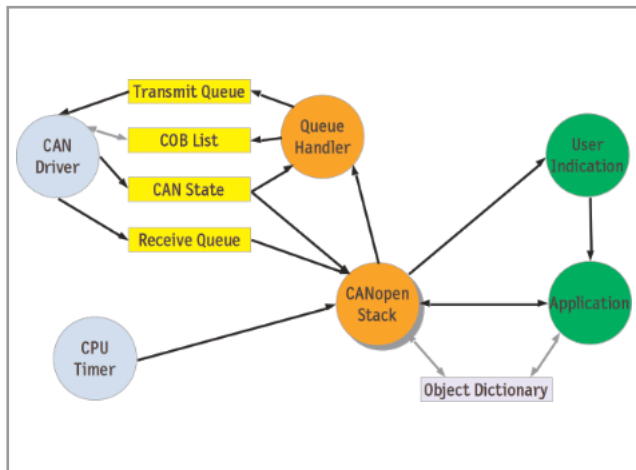 Transmit Queue
COB List
CAN State
Receive Queue
CAN
Driver
Queue
Handler
User
Indication
CANopen
Stack
Application
CPU
Timer
Object Dictionary